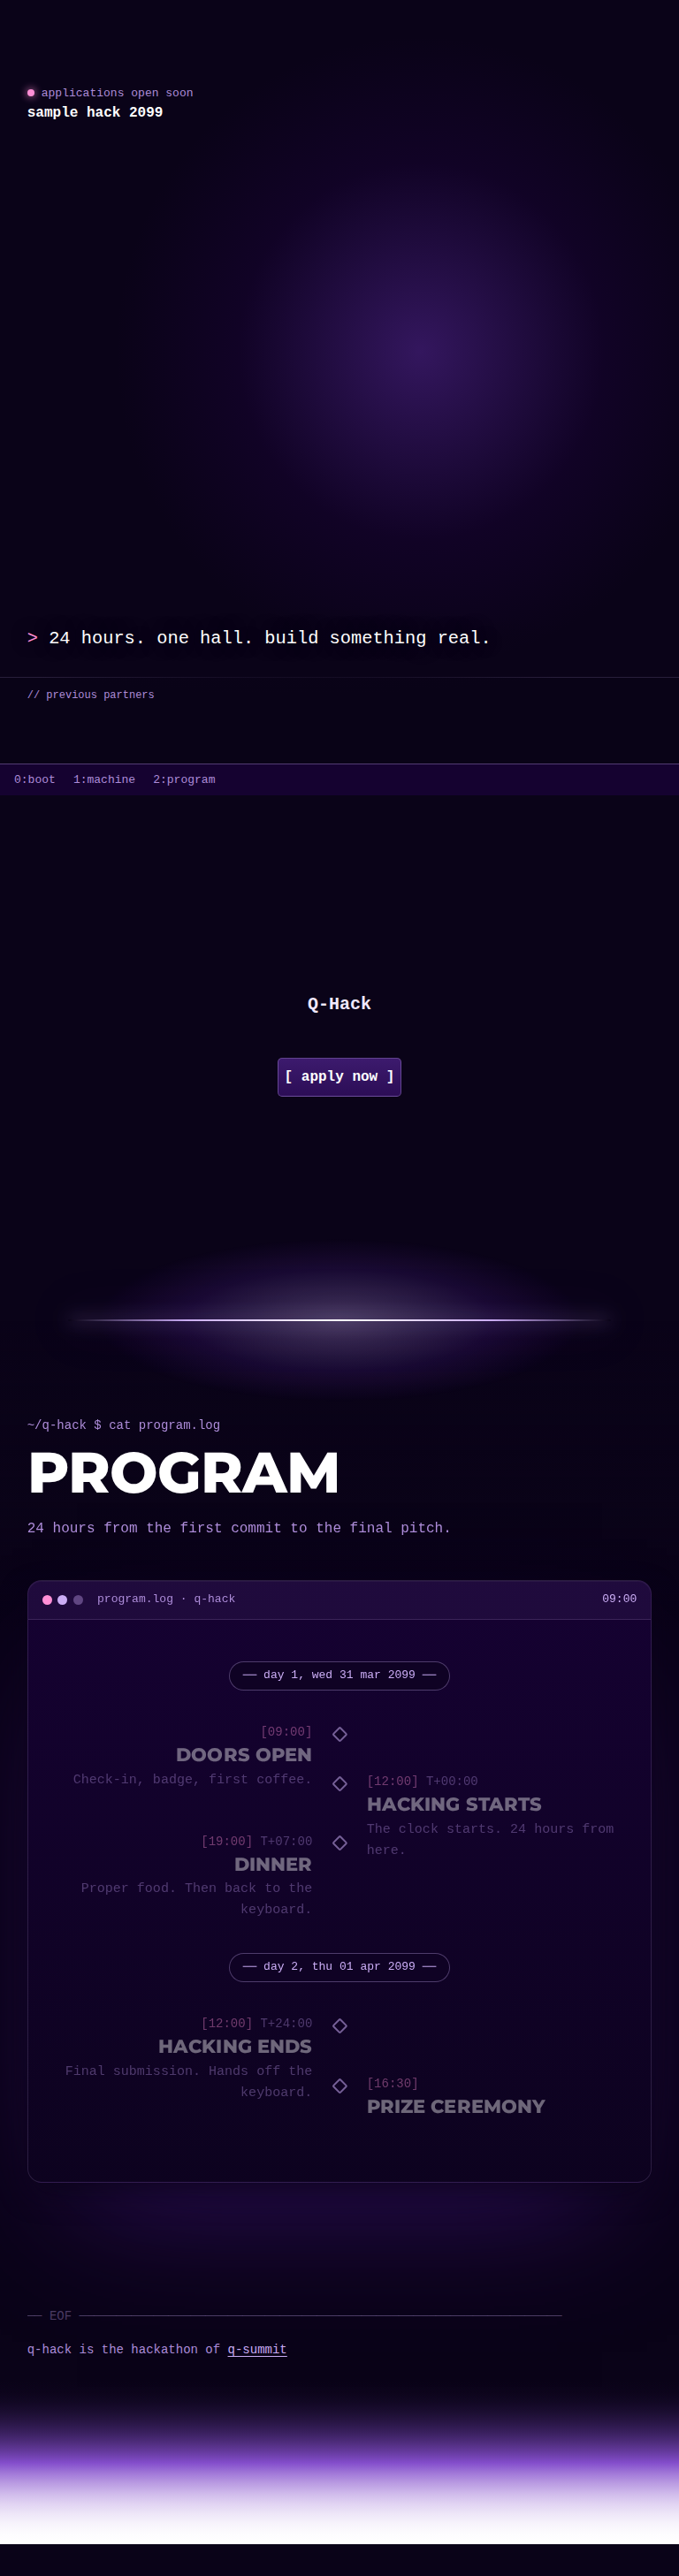 applications open soon
sample hack 2099
> 24 hours. one hall. build something real.
// previous partners
0:boot 1:machine 2:program
Q-Hack
[ apply now ]
~/q-hack $ cat program.log
PROGRAM
24 hours from the first commit to the final pitch.
program.log · q-hack 09:00
── day 1, wed 31 mar 2099 ──
[09:00]
DOORS OPEN
Check-in, badge, first coffee.
[12:00] T+00:00
HACKING STARTS
The clock starts. 24 hours from
here.
[19:00] T+07:00
DINNER
Proper food. Then back to the
keyboard.
── day 2, thu 01 apr 2099 ──
[12:00] T+24:00
HACKING ENDS
Final submission. Hands off the
keyboard.
[16:30]
PRIZE CEREMONY
── EOF ──
q-hack is the hackathon of q-summit